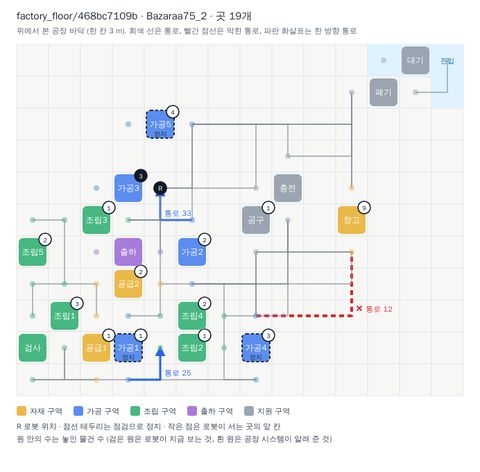 factory_floor/468bc7109b · Bazaraa75_2 · 곳 19개
위에서 본 공장 바닥 (한 칸 3 m). 회색 선은 통로, 빨간 점선은 막힌 통로, 파란 화살표는 한 방향 통로
대기
진입
폐기
4
가공5
정지
3
가공3
R
충전
통로 33
1
조립3
1
공구
9
창고
2
조립5
출하
2
가공2
2
공급2
통로 12
3
조립1
2
조립4
검사
1
공급1
1
가공1
정지
1
조립2
3
가공4
정지
통로 25
자재 구역
가공 구역
조립 구역
출하 구역
지원 구역
R 로봇 위치 · 점선 테두리는 점검으로 정지 · 작은 점은 로봇이 서는 곳의 앞 칸
원 안의 수는 놓인 물건 수 (검은 원은 로봇이 지금 보는 것, 흰 원은 공장 시스템이 알려 준 것)